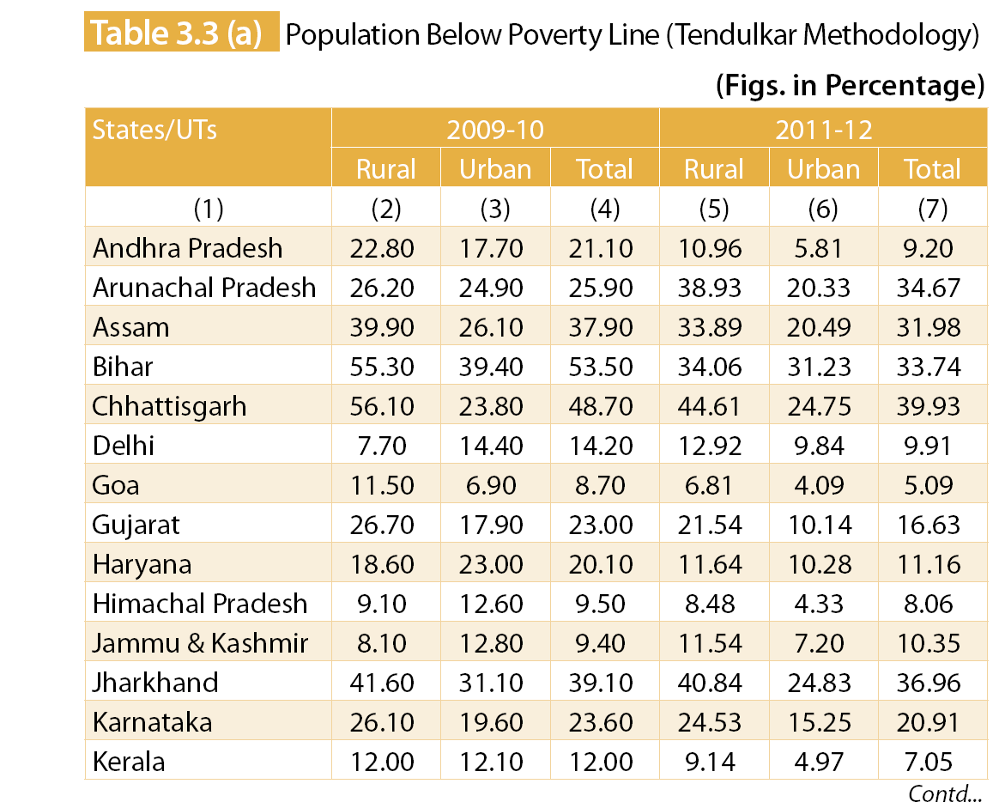 Table 3.3 (a) Population Below Poverty Line (Tendulkar Methodology)
(Figs. in Percentage)
States/UTs 2009-10 2011-12
Rural Urban Total Rural Urban Total
(1) (2) (3) (4) (5) (6) (7)
Andhra Pradesh 22.80 17.70 21.10 10.96 5.81 9.20
Arunachal Pradesh 26.20 24.90 25.90 38.93 20.33 34.67
Assam 39.90 26.10 37.90 33.89 20.49 31.98
Bihar 55.30 39.40 53.50 34.06 31.23 33.74
Chhattisgarh 56.10 23.80 48.70 44.61 24.75 39.93
Delhi 7.70 14.40 14.20 12.92 9.84 9.91
Goa 11.50 6.90 8.70 6.81 4.09 5.09
Gujarat 26.70 17.90 23.00 21.54 10.14 16.63
Haryana 18.60 23.00 20.10 11.64 10.28 11.16
Himachal Pradesh 9.10 12.60 9.50 8.48 4.33 8.06
Jammu & Kashmir 8.10 12.80 9.40 11.54 7.20 10.35
Jharkhand 41.60 31.10 39.10 40.84 24.83 36.96
Karnataka 26.10 19.60 23.60 24.53 15.25 20.91
Kerala 12.00 12.10 12.00 9.14 4.97 7.05
Contd...